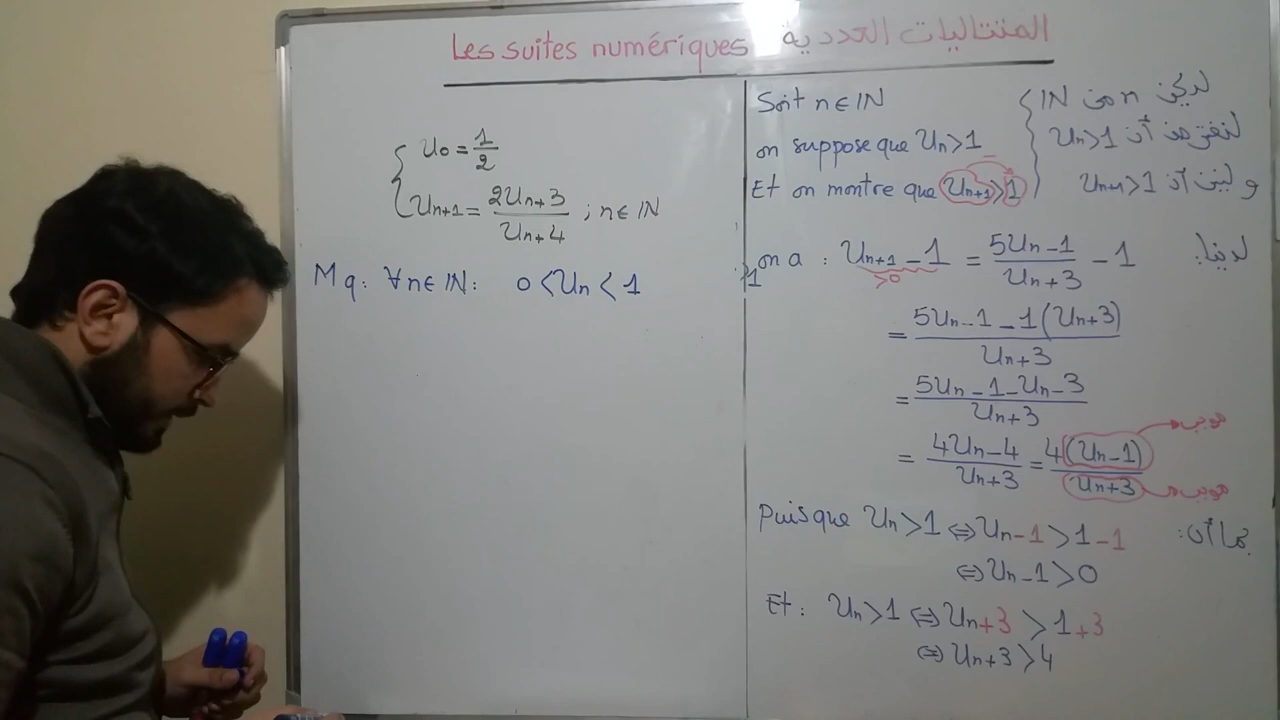 Les suites numériques المتتاليات العددية
{ U₀ = 1/2
Uₙ₊₁ = (2Uₙ+3)/(Uₙ+4) ; n∈ℕ
Mq: ∀n∈ℕ: 0<Uₙ<1
Soit n∈ℕ
on suppose que Uₙ>1
Et on montre que Uₙ₊₁>1
ليكن n من ℕ
لنفترض أن Uₙ>1
و لنبين أن Uₙ₊₁>1
}1
on a : Uₙ₊₁ - 1 = (5Uₙ-1)/(Uₙ+3) - 1 لدينا:
>0
= (5Uₙ-1-1(Uₙ+3))/(Uₙ+3)
= (5Uₙ-1-Uₙ-3)/(Uₙ+3)
= (4Uₙ-4)/(Uₙ+3) = 4(Uₙ-1)/(Uₙ+3)
موجب
موجب
Puisque Uₙ>1 ⇔ Uₙ-1>1-1 بما أن:
⇔ Uₙ-1>0
Et: Uₙ>1 ⇔ Uₙ+3>1+3
⇔ Uₙ+3>4